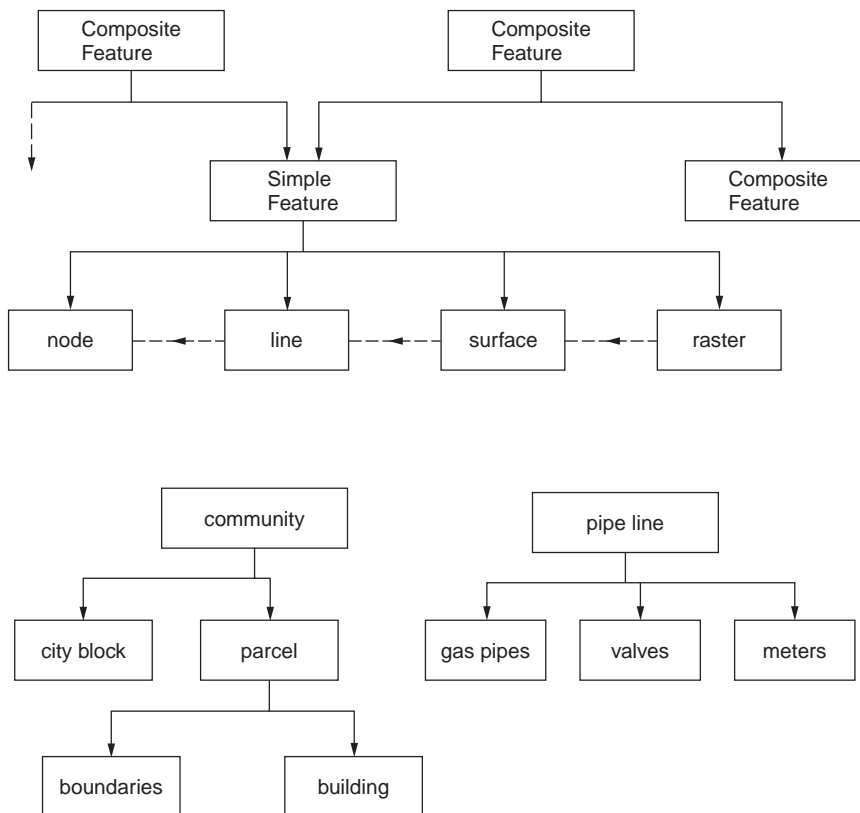 Composite
Feature
Composite
Feature
Simple
Feature
Composite
Feature
node
line
surface
raster
community
pipe line
city block
parcel
gas pipes
valves
meters
boundaries
building